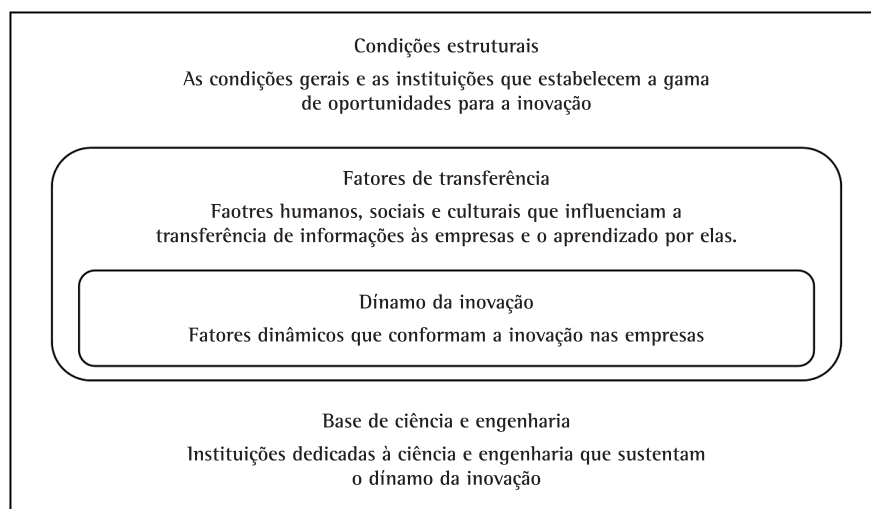 Condições estruturais
As condições gerais e as instituições que estabelecem a gama
de oportunidades para a inovação
Fatores de transferência
Faotres humanos, sociais e culturais que influenciam a
transferência de informações às empresas e o aprendizado por elas.
Dínamo da inovação
Fatores dinâmicos que conformam a inovação nas empresas
Base de ciência e engenharia
Instituições dedicadas à ciência e engenharia que sustentam
o dínamo da inovação